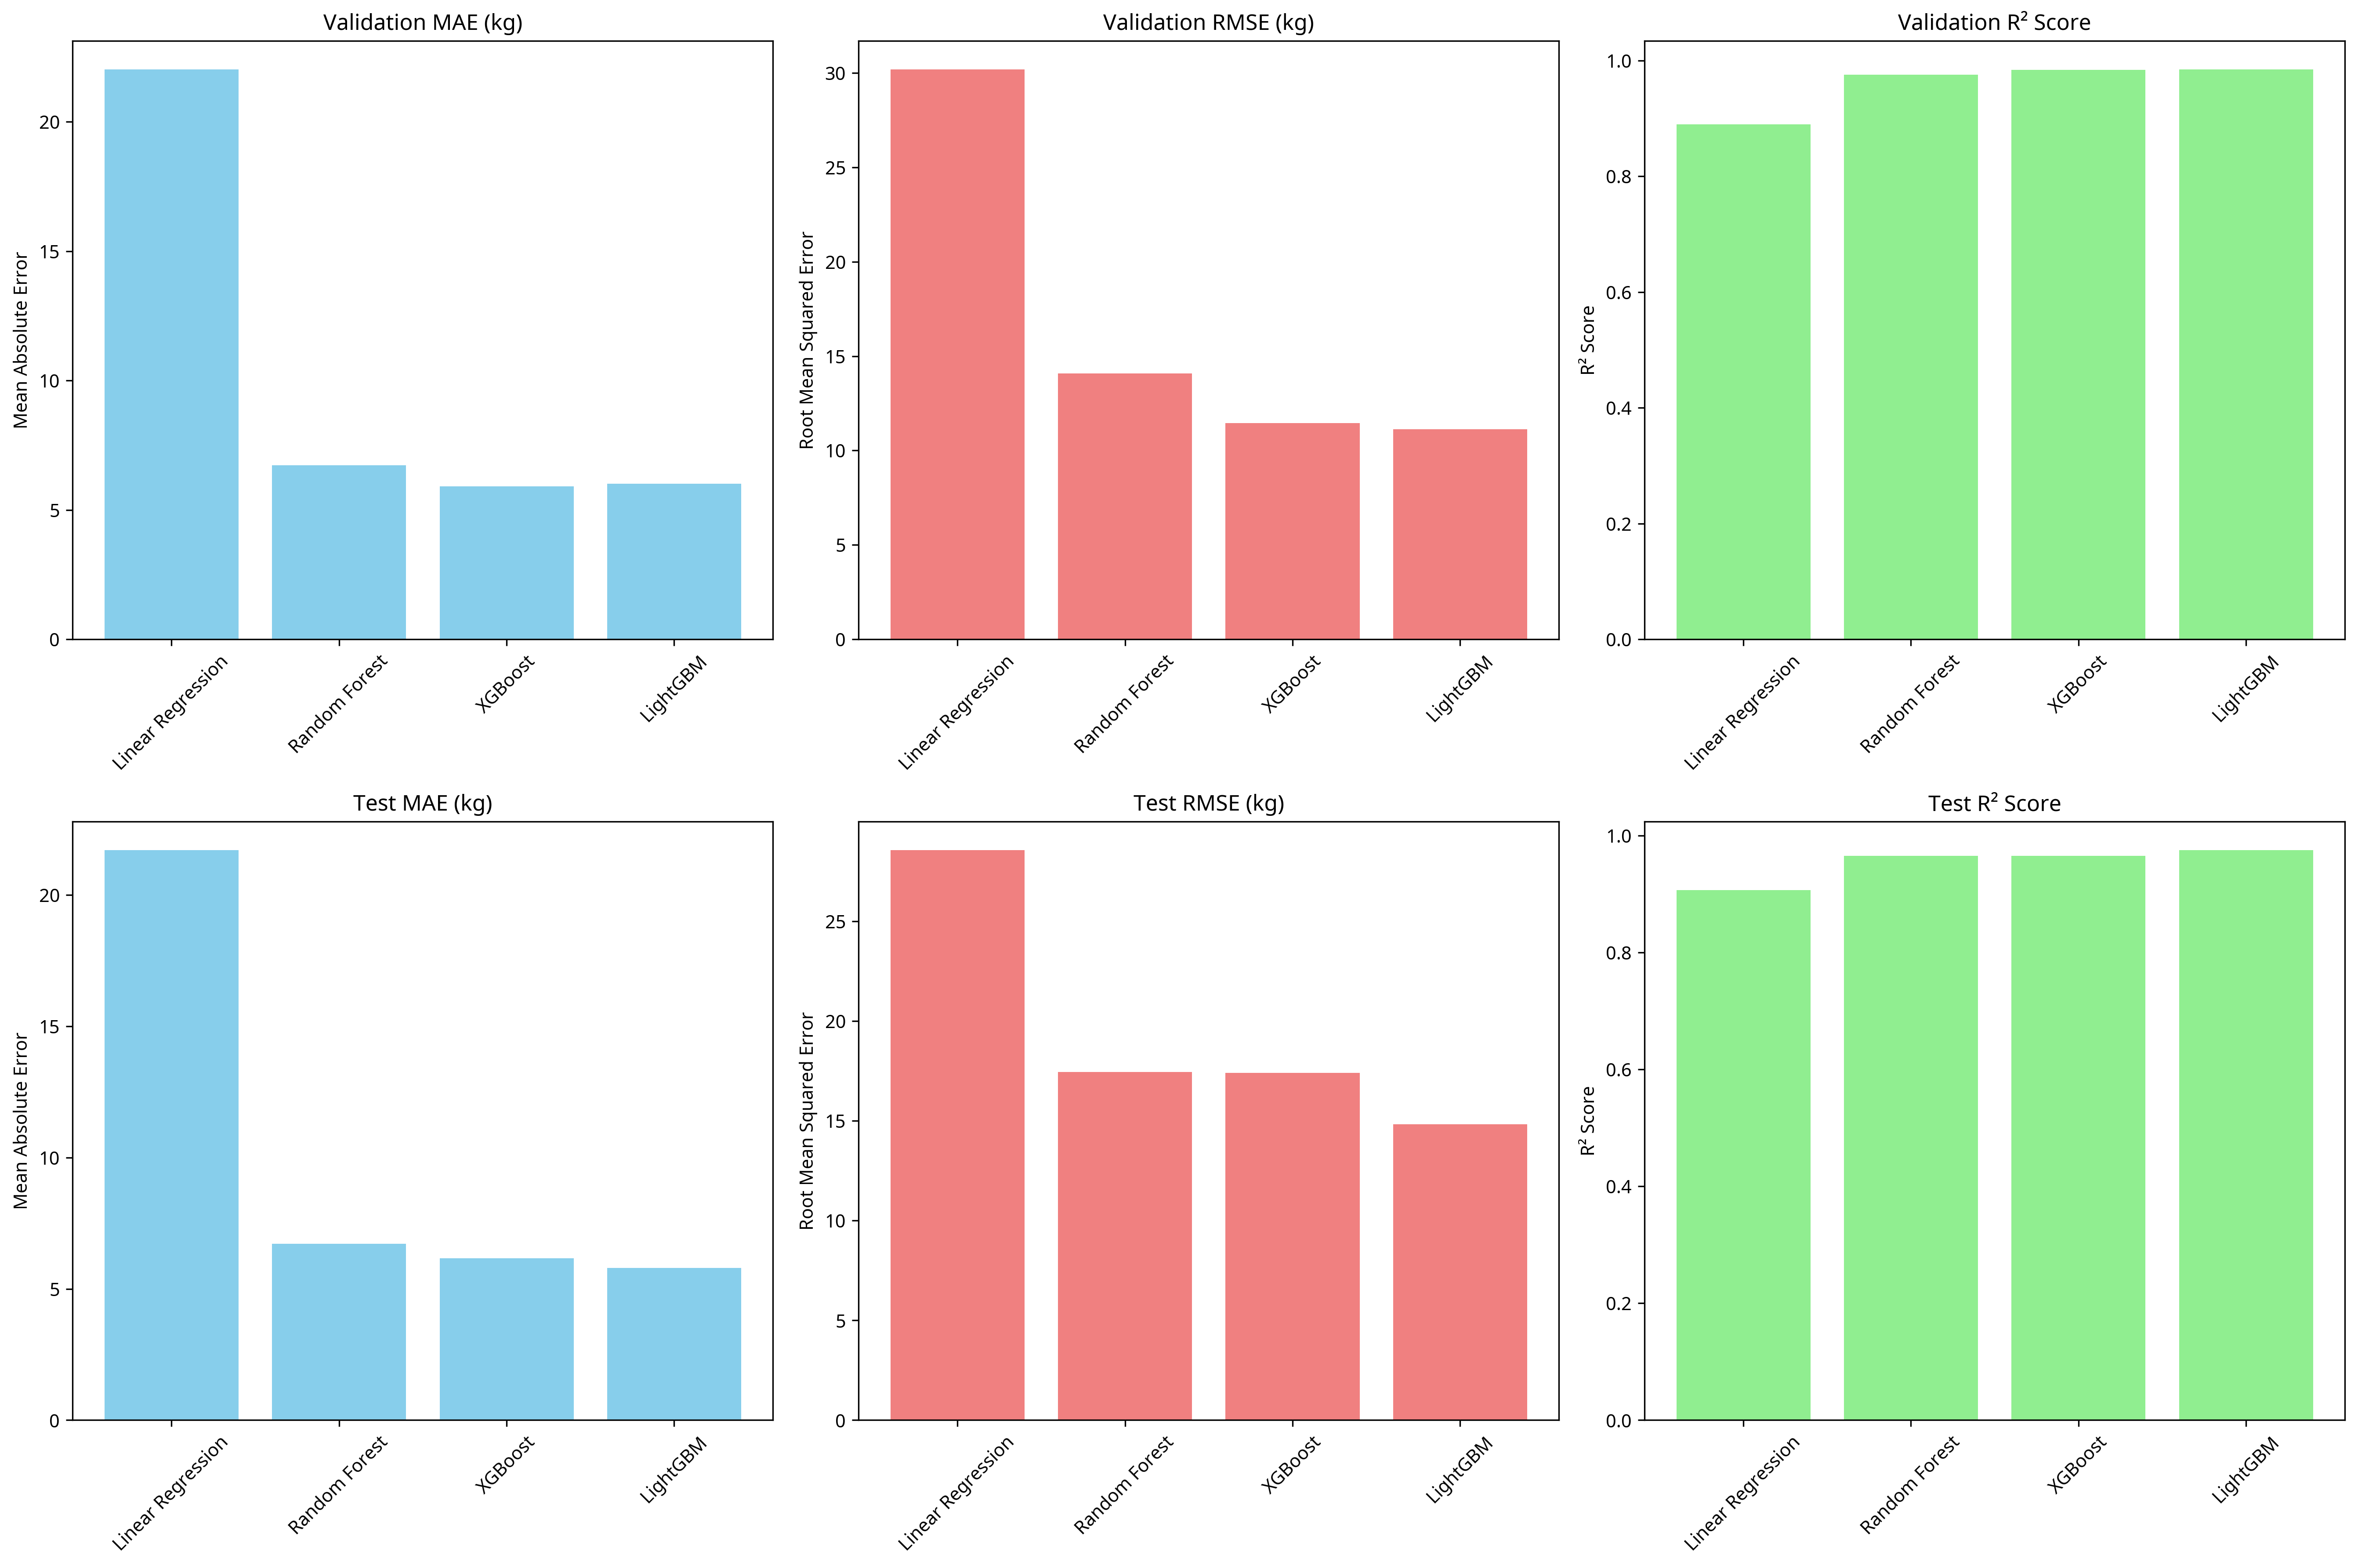 Validation MAE (kg)
Mean Absolute Error
20
15
10
5
0
Linear Regression
Random Forest
XGBoost
LightGBM
Validation RMSE (kg)
Root Mean Squared Error
30
25
20
15
10
5
0
Linear Regression
Random Forest
XGBoost
LightGBM
Validation R² Score
R² Score
1.0
0.8
0.6
0.4
0.2
0.0
Linear Regression
Random Forest
XGBoost
LightGBM
Test MAE (kg)
Mean Absolute Error
20
15
10
5
0
Linear Regression
Random Forest
XGBoost
LightGBM
Test RMSE (kg)
Root Mean Squared Error
25
20
15
10
5
0
Linear Regression
Random Forest
XGBoost
LightGBM
Test R² Score
R² Score
1.0
0.8
0.6
0.4
0.2
0.0
Linear Regression
Random Forest
XGBoost
LightGBM